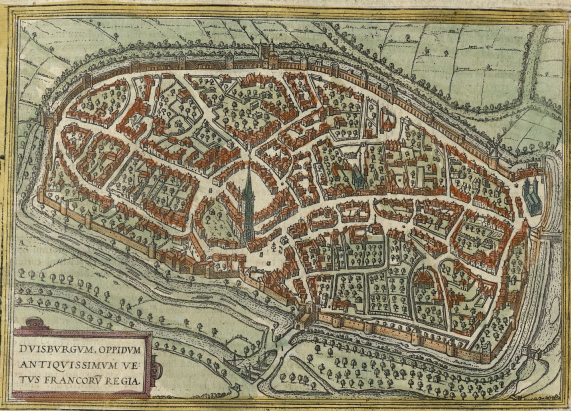 DVISBVRGVM, OPPIDVM
ANTIQVISSIMVM VE
TVS FRANCORV̄ REGIA.